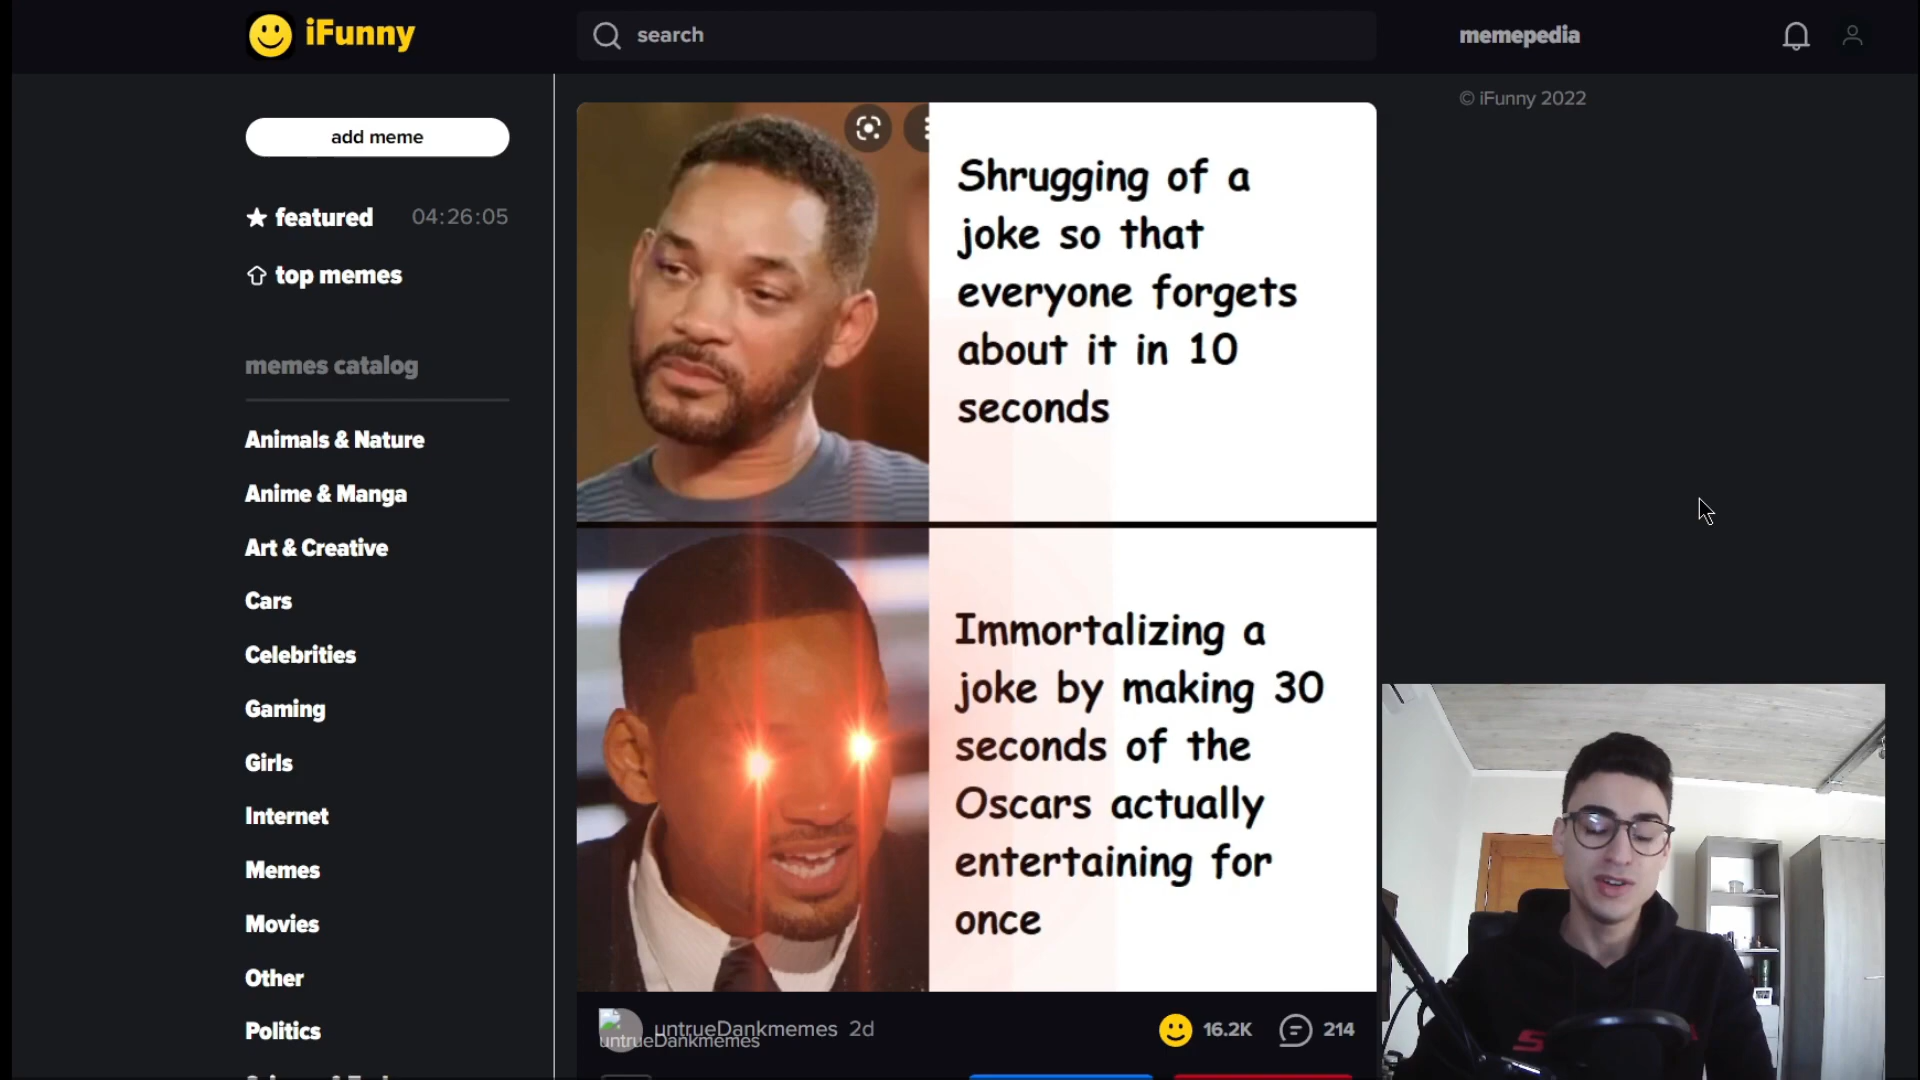 iFunny
search
memepedia
© iFunny 2022
add meme
featured 04:26:05
top memes
memes catalog
Animals & Nature
Anime & Manga
Art & Creative
Cars
Celebrities
Gaming
Girls
Internet
Memes
Movies
Other
Politics
Shrugging of a
joke so that
everyone forgets
about it in 10
seconds
Immortalizing a
joke by making 30
seconds of the
Oscars actually
entertaining for
once
untrueDankmemes 2d
untrueDankmemes
16.2K
214